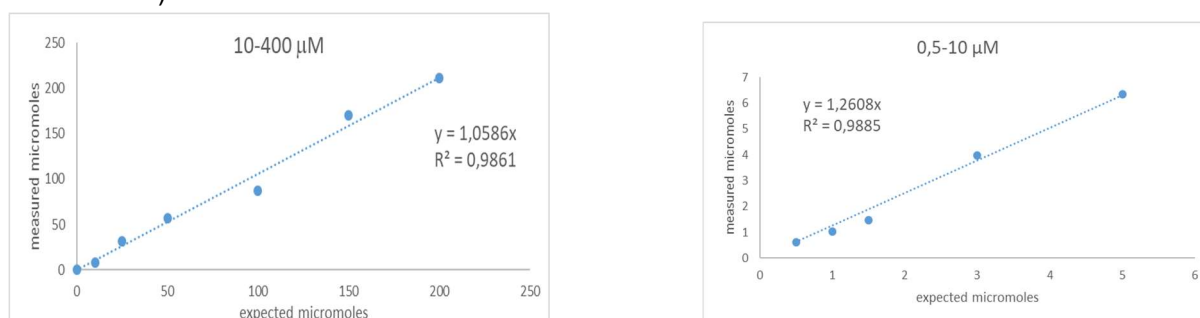 10-400 µM
250
200
150
100
50
0
measured micromoles
y = 1,0586x
R² = 0,9861
0 50 100 150 200 250
expected micromoles
0,5-10 µM
7
6
5
4
3
2
1
0
measured micromoles
y = 1,2608x
R² = 0,9885
0 1 2 3 4 5 6
expected micromoles